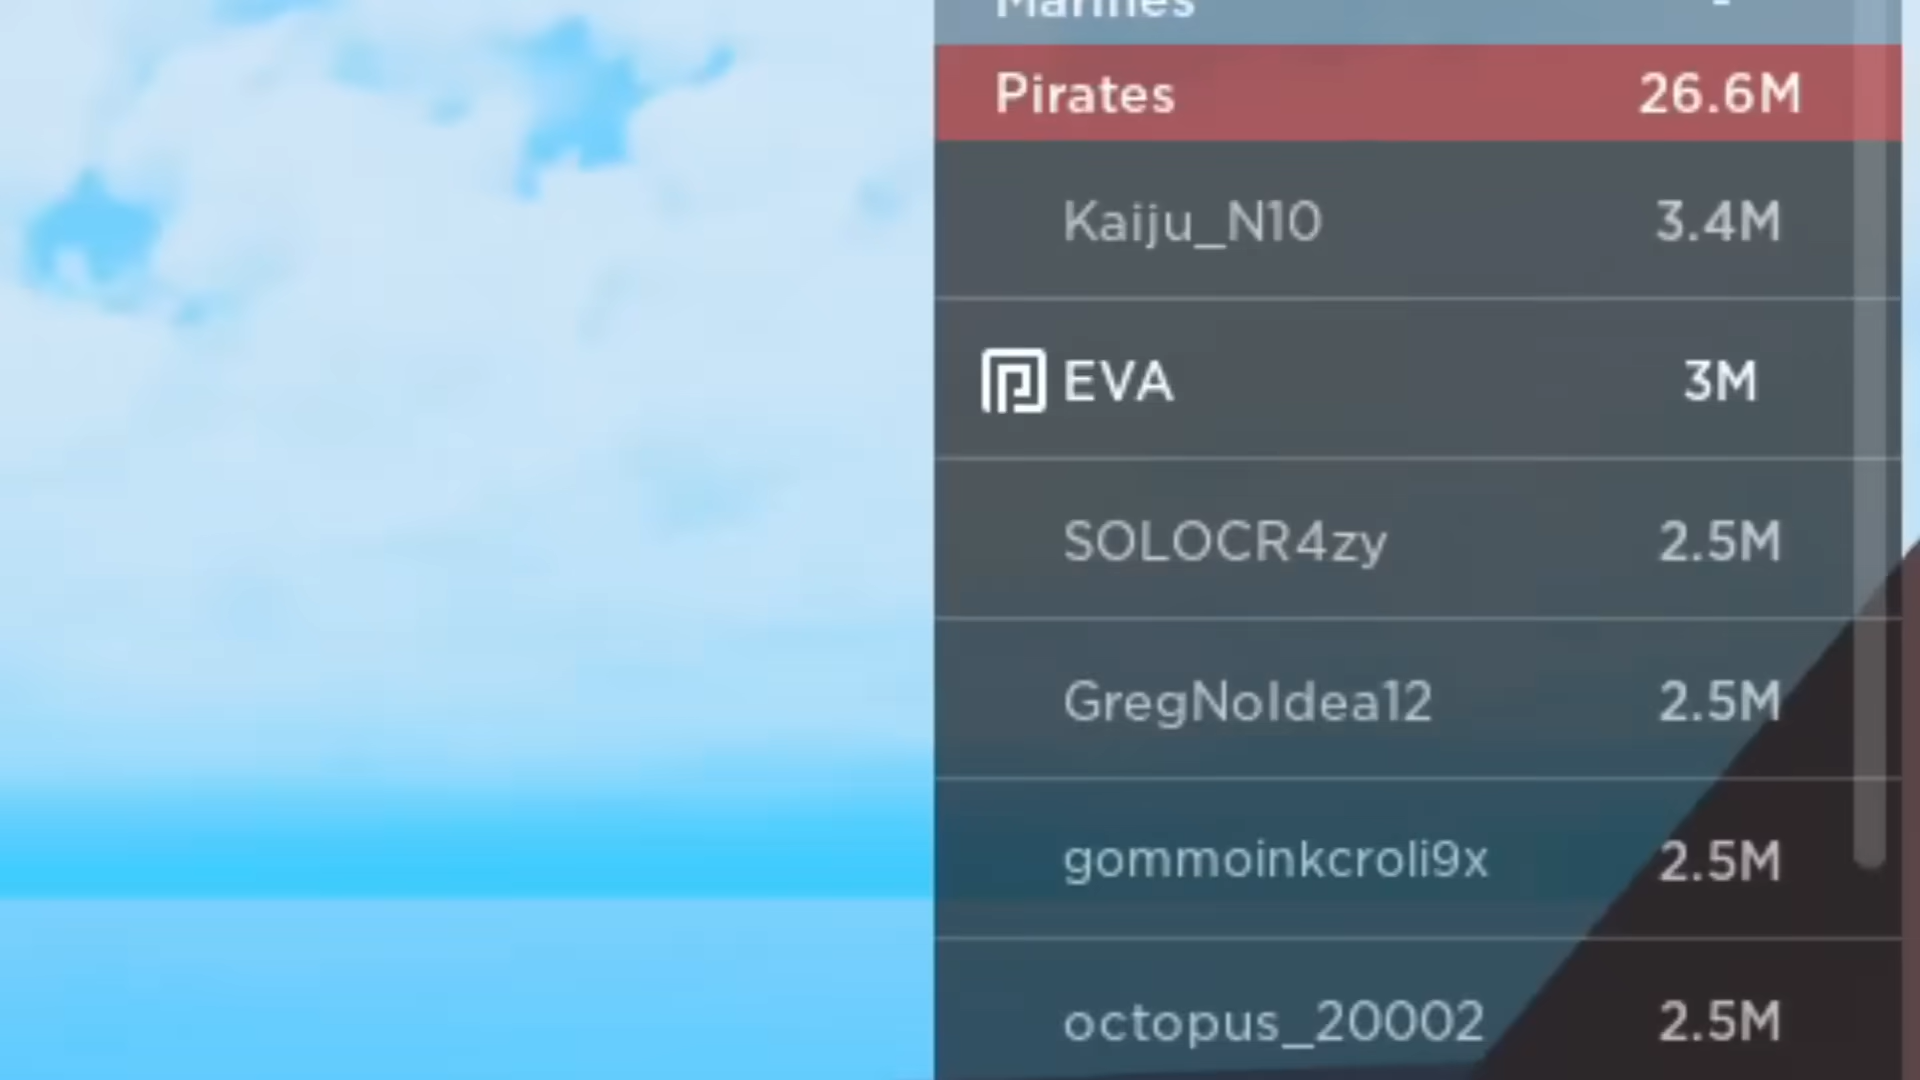 Marines -
Pirates 26.6M
Kaiju_N10 3.4M
EVA 3M
SOLOCR4zy 2.5M
GregNoIdea12 2.5M
gommoinkcroli9x 2.5M
octopus_20002 2.5M